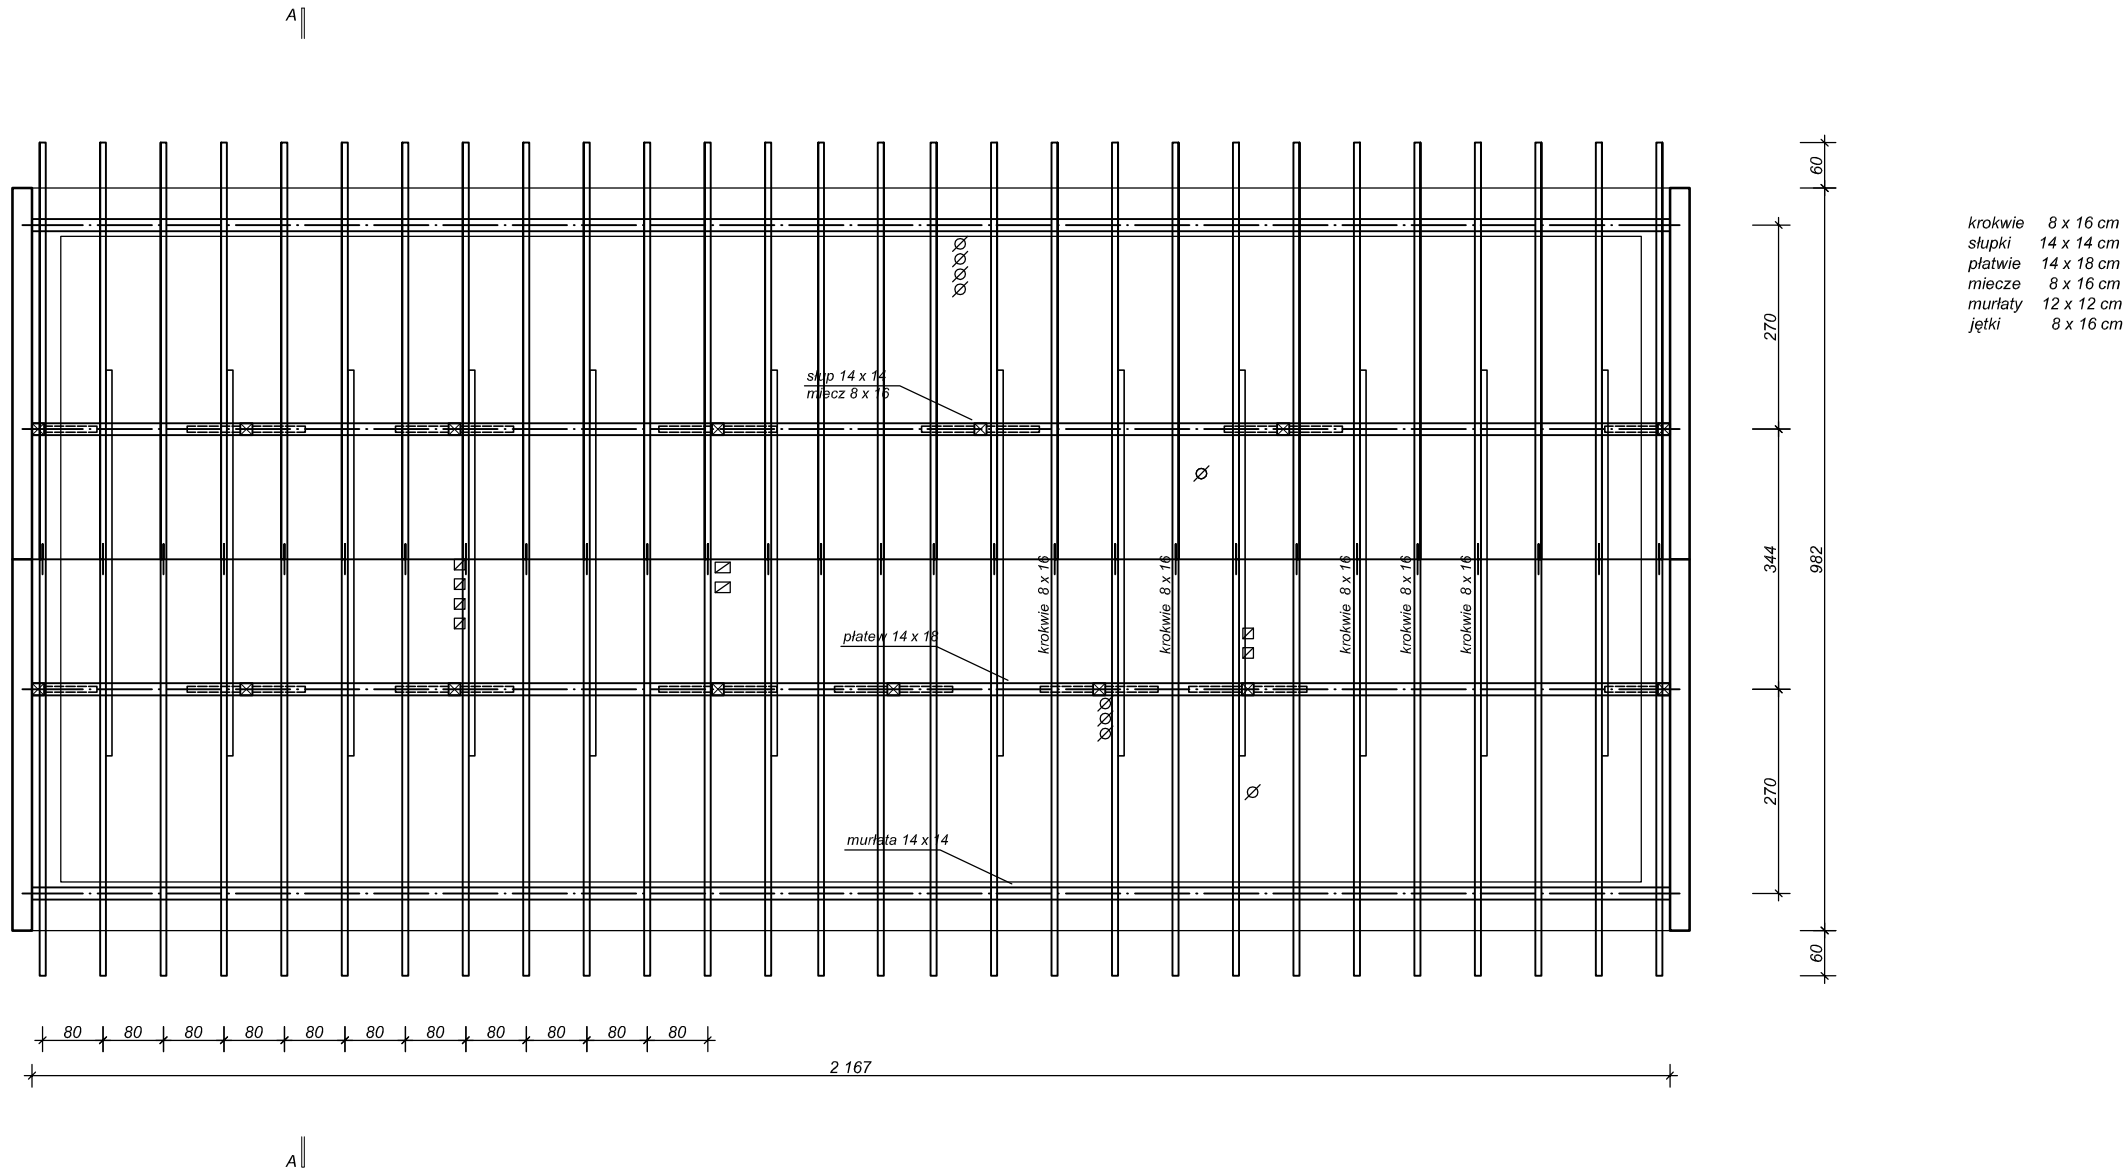 A
60
krokwie 8 x 16 cm
słupki 14 x 14 cm
płatwie 14 x 18 cm
miecze 8 x 16 cm
murłaty 12 x 12 cm
jętki 8 x 16 cm
270
słup 14 x 14
miecz 8 x 16
344
982
krokwie 8 x 16
krokwie 8 x 16
krokwie 8 x 16
krokwie 8 x 16
krokwie 8 x 16
płatew 14 x 18
270
murłata 14 x 14
60
80 80 80 80 80 80 80 80 80 80 80
2 167
A